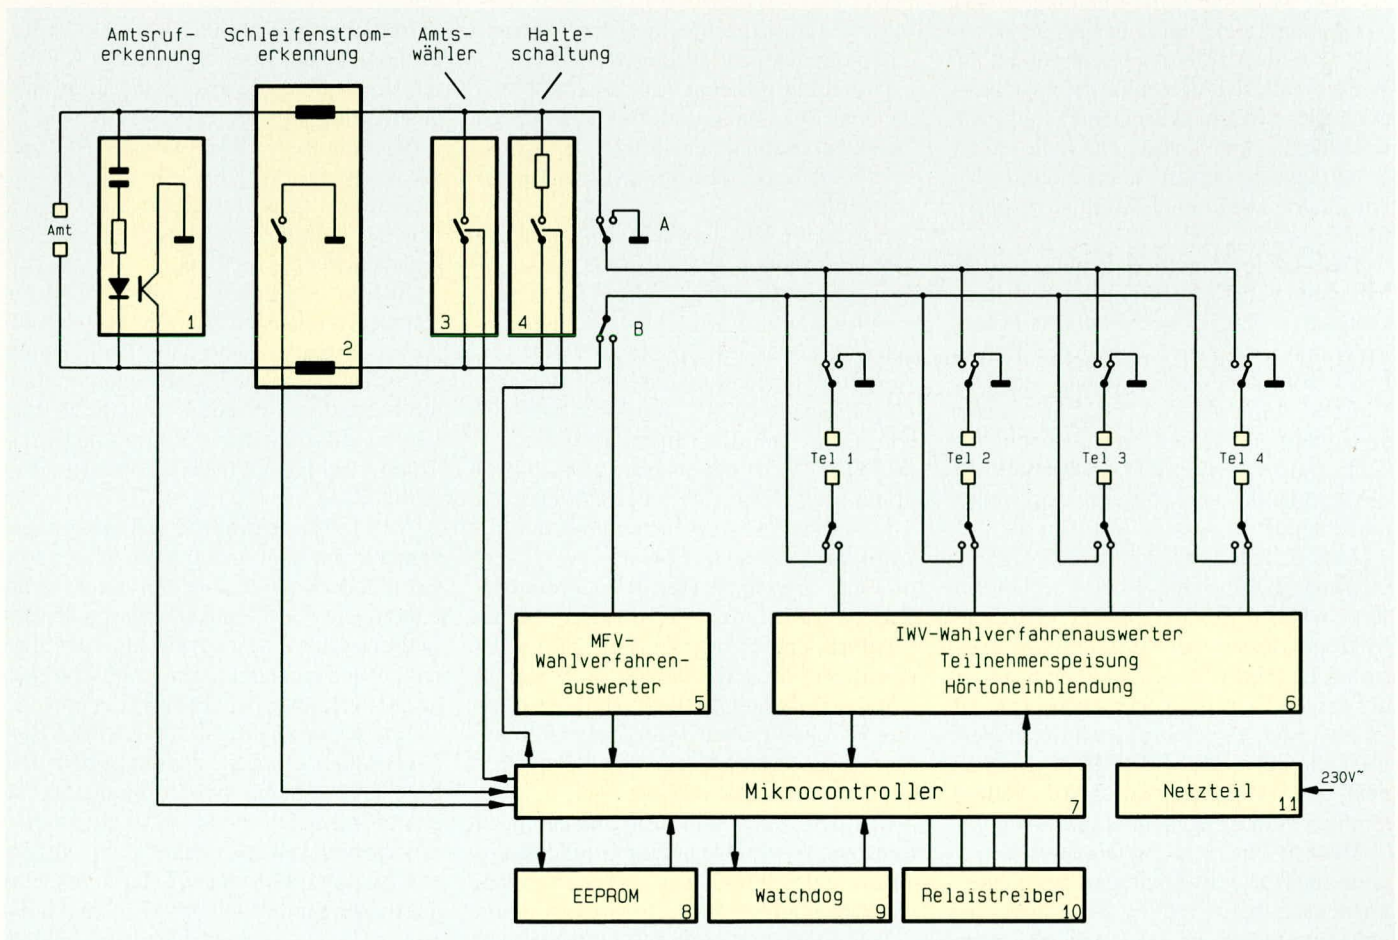 Amtsruf-
erkennung
Schleifenstrom-
erkennung
Amts-
wähler
Halte-
schaltung
Amt
1
2
3
4
A
B
Tel 1
Tel 2
Tel 3
Tel 4
MFV-
Wahlverfahren-
auswerter
5
IWV-Wahlverfahrenauswerter
Teilnehmerspeisung
Hörtoneinblendung
6
Mikrocontroller
7
Netzteil
11
230V~
EEPROM
8
Watchdog
9
Relaistreiber
10